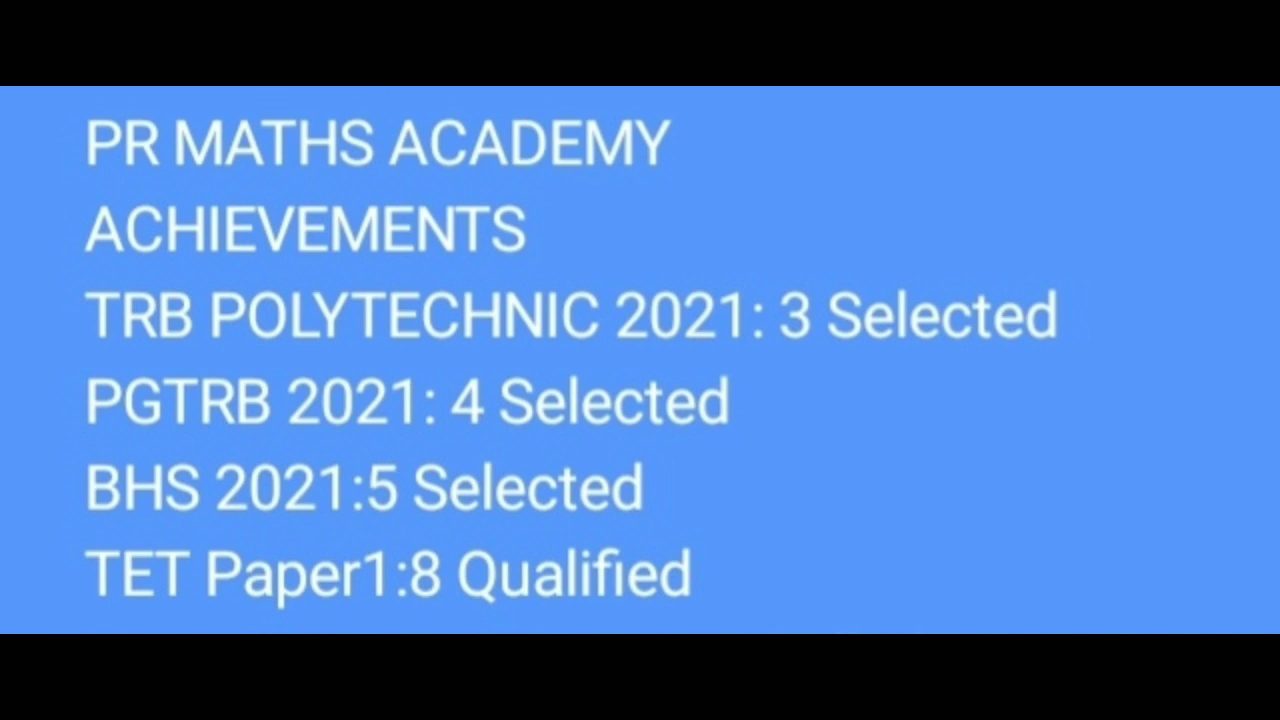 PR MATHS ACADEMY
ACHIEVEMENTS
TRB POLYTECHNIC 2021: 3 Selected
PGTRB 2021: 4 Selected
BHS 2021:5 Selected
TET Paper1:8 Qualified